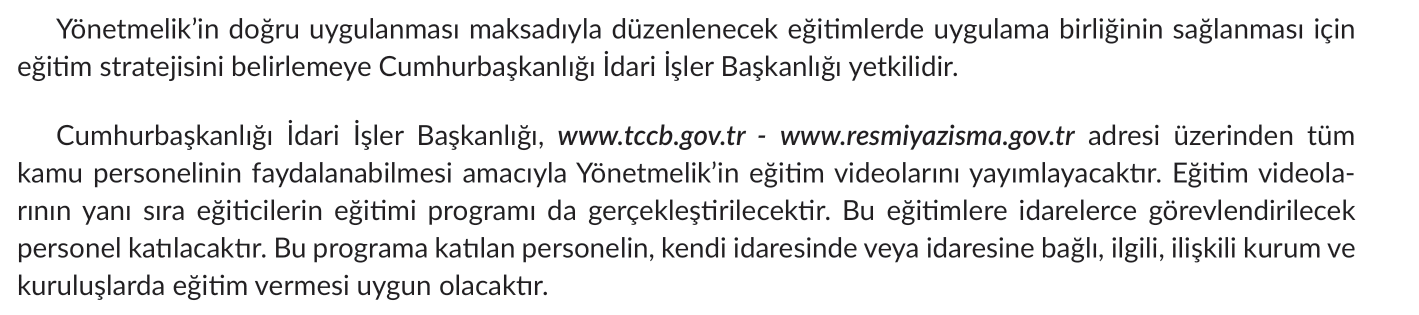 Yönetmelik’in doğru uygulanması maksadıyla düzenlenecek eğitimlerde uygulama birliğinin sağlanması için
eğitim stratejisini belirlemeye Cumhurbaşkanlığı İdari İşler Başkanlığı yetkilidir.
Cumhurbaşkanlığı İdari İşler Başkanlığı, www.tccb.gov.tr - www.resmiyazisma.gov.tr adresi üzerinden tüm
kamu personelinin faydalanabilmesi amacıyla Yönetmelik’in eğitim videolarını yayımlayacaktır. Eğitim videola-
rının yanı sıra eğiticilerin eğitimi programı da gerçekleştirilecektir. Bu eğitimlere idarelerce görevlendirilecek
personel katılacaktır. Bu programa katılan personelin, kendi idaresinde veya idaresine bağlı, ilgili, ilişkili kurum ve
kuruluşlarda eğitim vermesi uygun olacaktır.